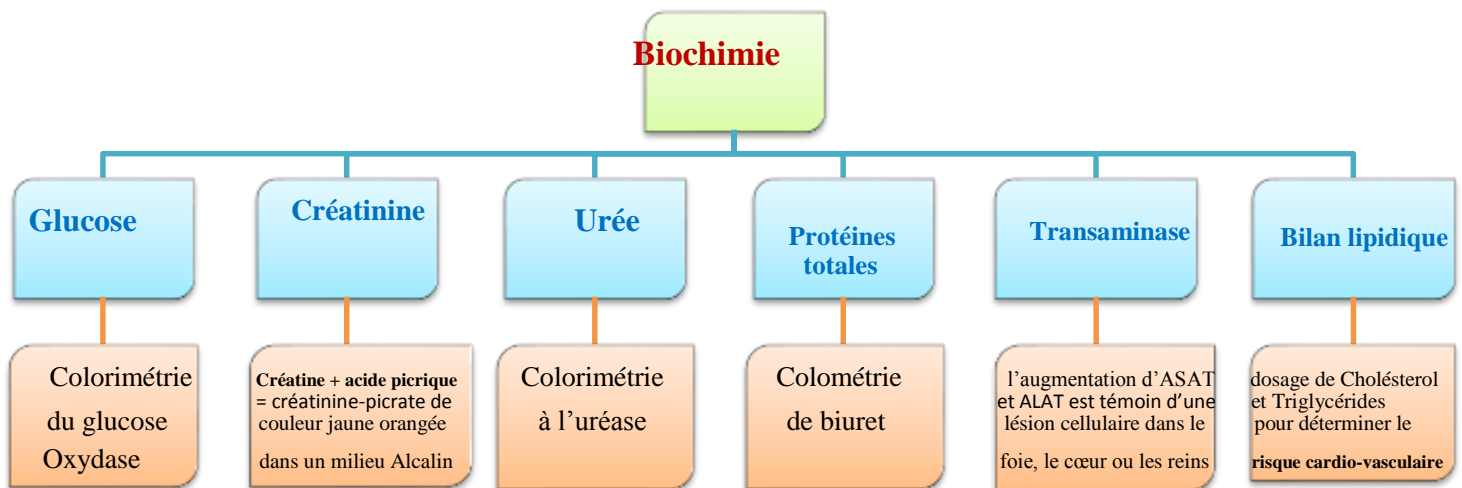 Biochimie
Glucose
Créatinine
Urée
Protéines
totales
Transaminase
Bilan lipidique
Colorimétrie
du glucose
Oxydase
Créatine + acide picrique
= créatinine-picrate de
couleur jaune orangée
dans un milieu Alcalin
Colorimétrie
à l’uréase
Colométrie
de biuret
l’augmentation d’ASAT
et ALAT est témoin d’une
lésion cellulaire dans le
foie, le cœur ou les reins
dosage de Cholésterol
et Triglycérides
pour déterminer le
risque cardio-vasculaire